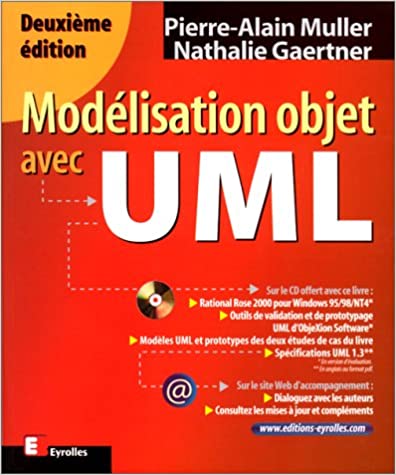 Deuxième
édition
Pierre-Alain Muller
Nathalie Gaertner
Modélisation objet
avec
UML
Sur le CD offert avec ce livre :
Rational Rose 2000 pour Windows 95/98/NT4*
Outils de validation et de prototypage
UML d'ObjeXion Software*
Modèles UML et prototypes des deux études de cas du livre
Spécifications UML 1.3**
* En version d'évaluation.
** En anglais au format pdf.
@
Sur le site Web d'accompagnement :
Dialoguez avec les auteurs
Consultez les mises à jour et compléments
www.editions-eyrolles.com
E
Eyrolles